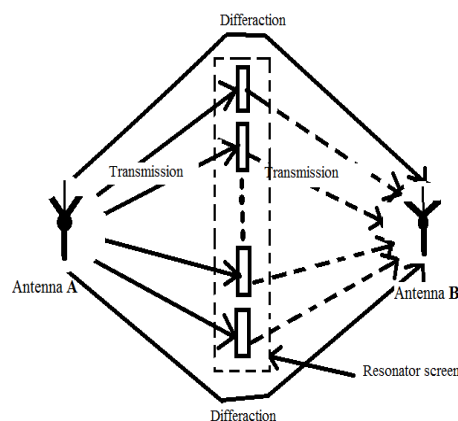 Differaction
Transmission
Transmission
Antenna A
Antenna B
Resonator screen
Differaction